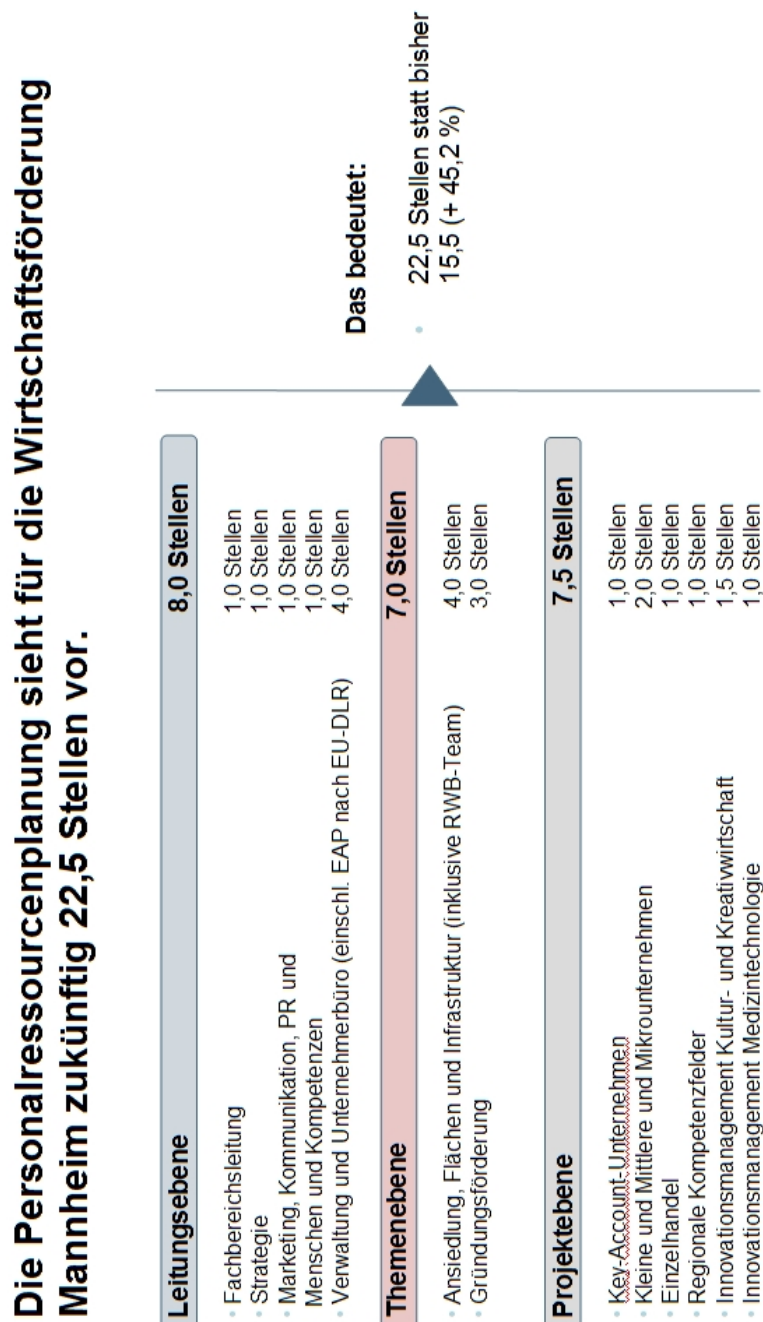 Die Personalressourcenplanung sieht für die Wirtschaftsförderung
Mannheim zukünftig 22,5 Stellen vor.
Leitungsebene 8,0 Stellen
Fachbereichsleitung 1,0 Stellen
Strategie 1,0 Stellen
Marketing, Kommunikation, PR und 1,0 Stellen
Menschen und Kompetenzen 1,0 Stellen
Verwaltung und Unternehmerbüro (einschl. EAP nach EU-DLR) 4,0 Stellen
Themenebene 7,0 Stellen
Ansiedlung, Flächen und Infrastruktur (inklusive RWB-Team) 4,0 Stellen
Gründungsförderung 3,0 Stellen
Projektebene 7,5 Stellen
Key-Account-Unternehmen 1,0 Stellen
Kleine und Mittlere und Mikrounternehmen 2,0 Stellen
Einzelhandel 1,0 Stellen
Regionale Kompetenzfelder 1,0 Stellen
Innovationsmanagement Kultur- und Kreativwirtschaft 1,5 Stellen
Innovationsmanagement Medizintechnologie 1,0 Stellen
Das bedeutet:
22,5 Stellen statt bisher
15,5 (+ 45,2 %)